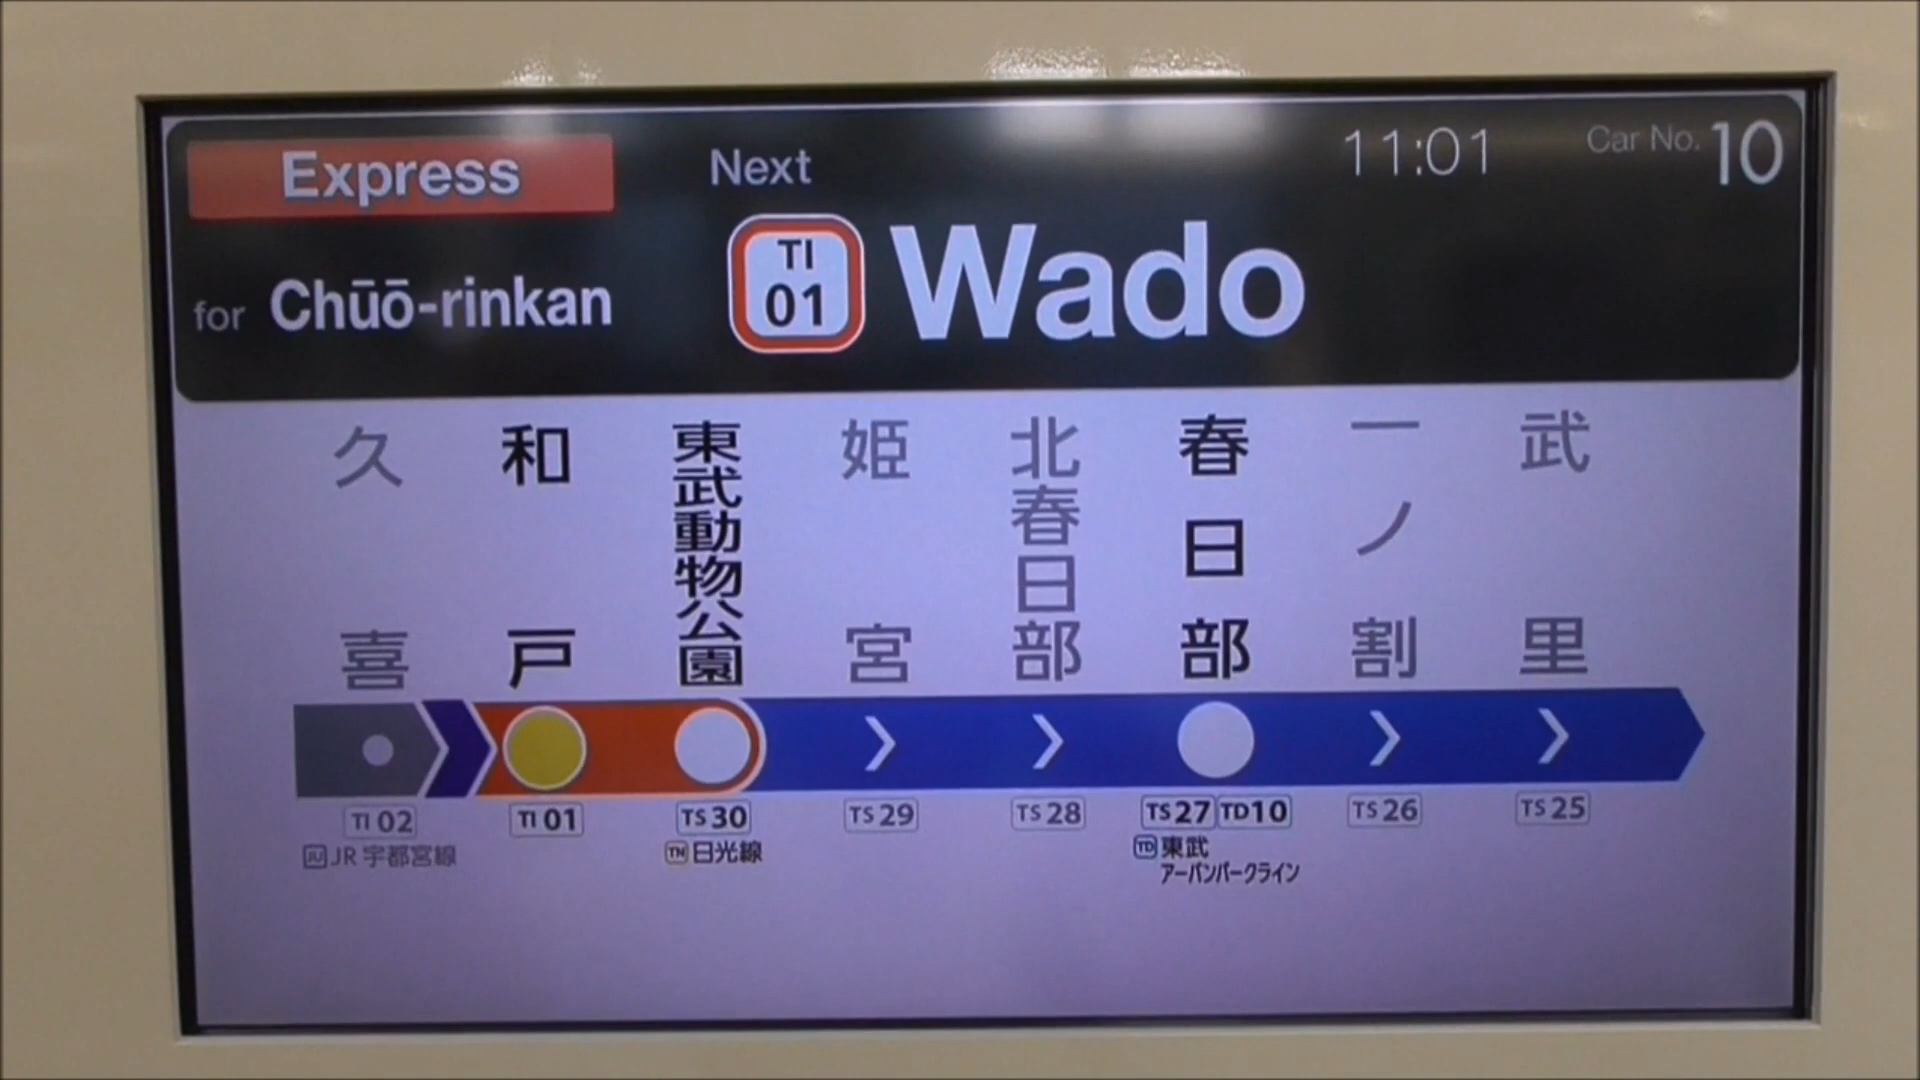 Express
Next
11:01
Car No. 10
for Chūō-rinkan
TI
01
Wado
久喜
和戸
東武動物公園
姫宮
北春日部
春日部
一ノ割
武里
TI 02
TI 01
TS 30
TS 29
TS 28
TS 27 TD 10
TS 26
TS 25
JU JR 宇都宮線
TN 日光線
TD 東武
アーバンパークライン